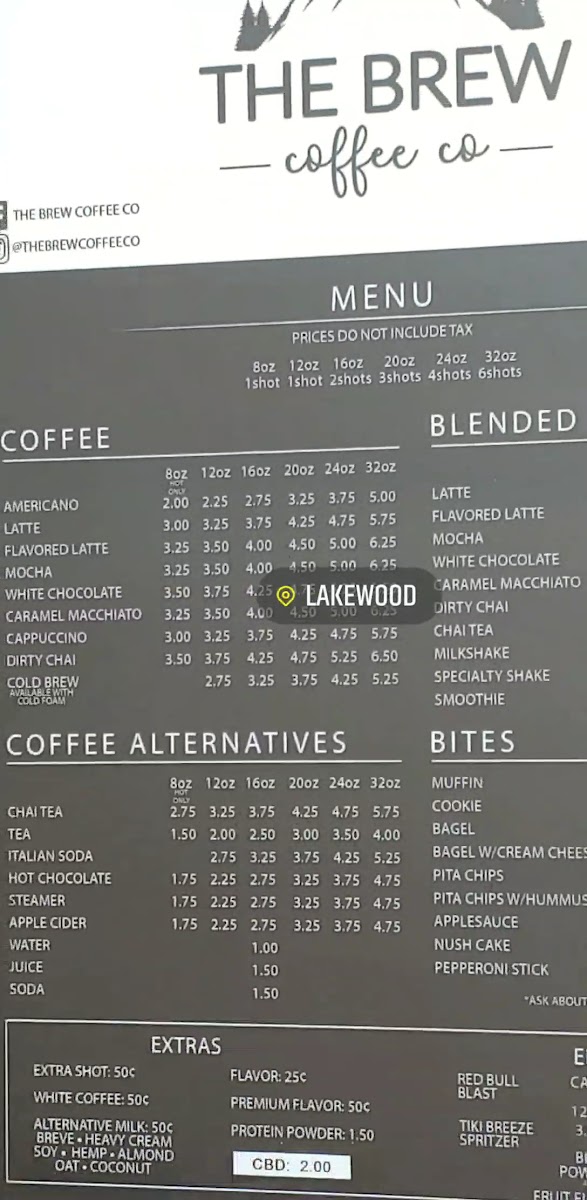 THE BREW
coffee co
THE BREW COFFEE CO
@THEBREWCOFFEECO
MENU
PRICES DO NOT INCLUDE TAX
8oz 12oz 16oz 20oz 24oz 32oz
1shot 1shot 2shots 3shots 4shots 6shots
COFFEE
8oz 12oz 16oz 20oz 24oz 32oz
HOT
ONLY
AMERICANO 2.00 2.25 2.75 3.25 3.75 5.00
LATTE 3.00 3.25 3.75 4.25 4.75 5.75
FLAVORED LATTE 3.25 3.50 4.00 4.50 5.00 6.25
MOCHA 3.25 3.50 4.00 4.50 5.00 6.25
WHITE CHOCOLATE 3.50 3.75 4.25
CARAMEL MACCHIATO 3.25 3.50 4.00 4.50 5.00 6.25
CAPPUCCINO 3.00 3.25 3.75 4.25 4.75 5.75
DIRTY CHAI 3.50 3.75 4.25 4.75 5.25 6.50
COLD BREW 2.75 3.25 3.75 4.25 5.25
AVAILABLE WITH
COLD FOAM
LAKEWOOD
BLENDED
LATTE
FLAVORED LATTE
MOCHA
WHITE CHOCOLATE
CARAMEL MACCHIATO
DIRTY CHAI
CHAI TEA
MILKSHAKE
SPECIALTY SHAKE
SMOOTHIE
COFFEE ALTERNATIVES
8oz 12oz 16oz 20oz 24oz 32oz
HOT
ONLY
CHAI TEA 2.75 3.25 3.75 4.25 4.75 5.75
TEA 1.50 2.00 2.50 3.00 3.50 4.00
ITALIAN SODA 2.75 3.25 3.75 4.25 5.25
HOT CHOCOLATE 1.75 2.25 2.75 3.25 3.75 4.75
STEAMER 1.75 2.25 2.75 3.25 3.75 4.75
APPLE CIDER 1.75 2.25 2.75 3.25 3.75 4.75
WATER 1.00
JUICE 1.50
SODA 1.50
BITES
MUFFIN
COOKIE
BAGEL
BAGEL W/CREAM CHEES
PITA CHIPS
PITA CHIPS W/HUMMUS
APPLESAUCE
NUSH CAKE
PEPPERONI STICK
*ASK ABOUT
EXTRAS
EXTRA SHOT: 50¢
WHITE COFFEE: 50¢
ALTERNATIVE MILK: 50¢
BREVE • HEAVY CREAM
SOY • HEMP • ALMOND
OAT • COCONUT
FLAVOR: 25¢
PREMIUM FLAVOR: 50¢
PROTEIN POWDER: 1.50
CBD: 2.00
E
RED BULL
BLAST
TIKI BREEZE
SPRITZER
CA
12
3.
BL
POW
FRUIT F